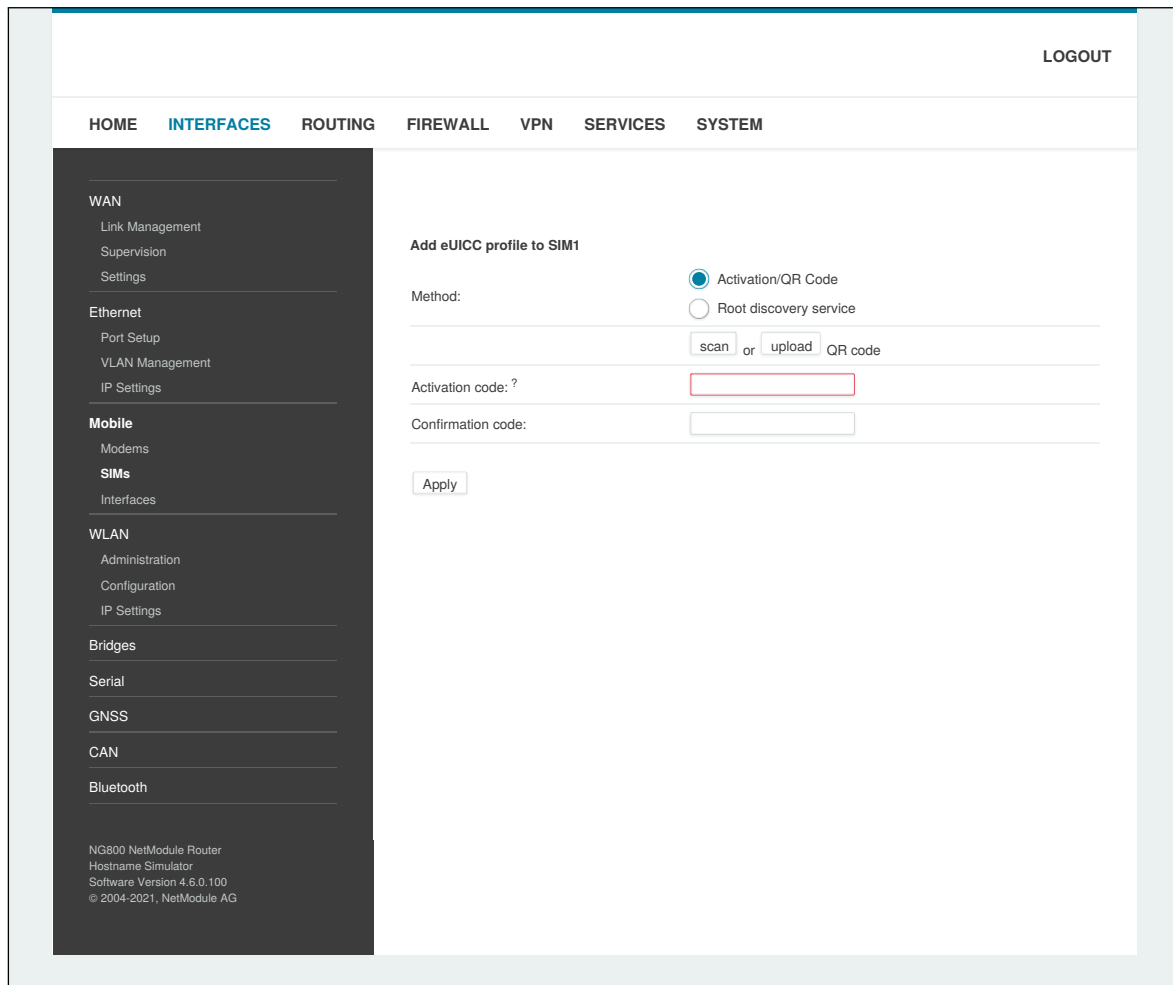 LOGOUT
HOME INTERFACES ROUTING FIREWALL VPN SERVICES SYSTEM
WAN
Link Management
Supervision
Settings
Ethernet
Port Setup
VLAN Management
IP Settings
Mobile
Modems
SIMs
Interfaces
WLAN
Administration
Configuration
IP Settings
Bridges
Serial
GNSS
CAN
Bluetooth
NG800 NetModule Router
Hostname Simulator
Software Version 4.6.0.100
© 2004-2021, NetModule AG
Add eUICC profile to SIM1
Method:
Activation/QR Code
Root discovery service
scan or upload QR code
Activation code: ?
Confirmation code:
Apply